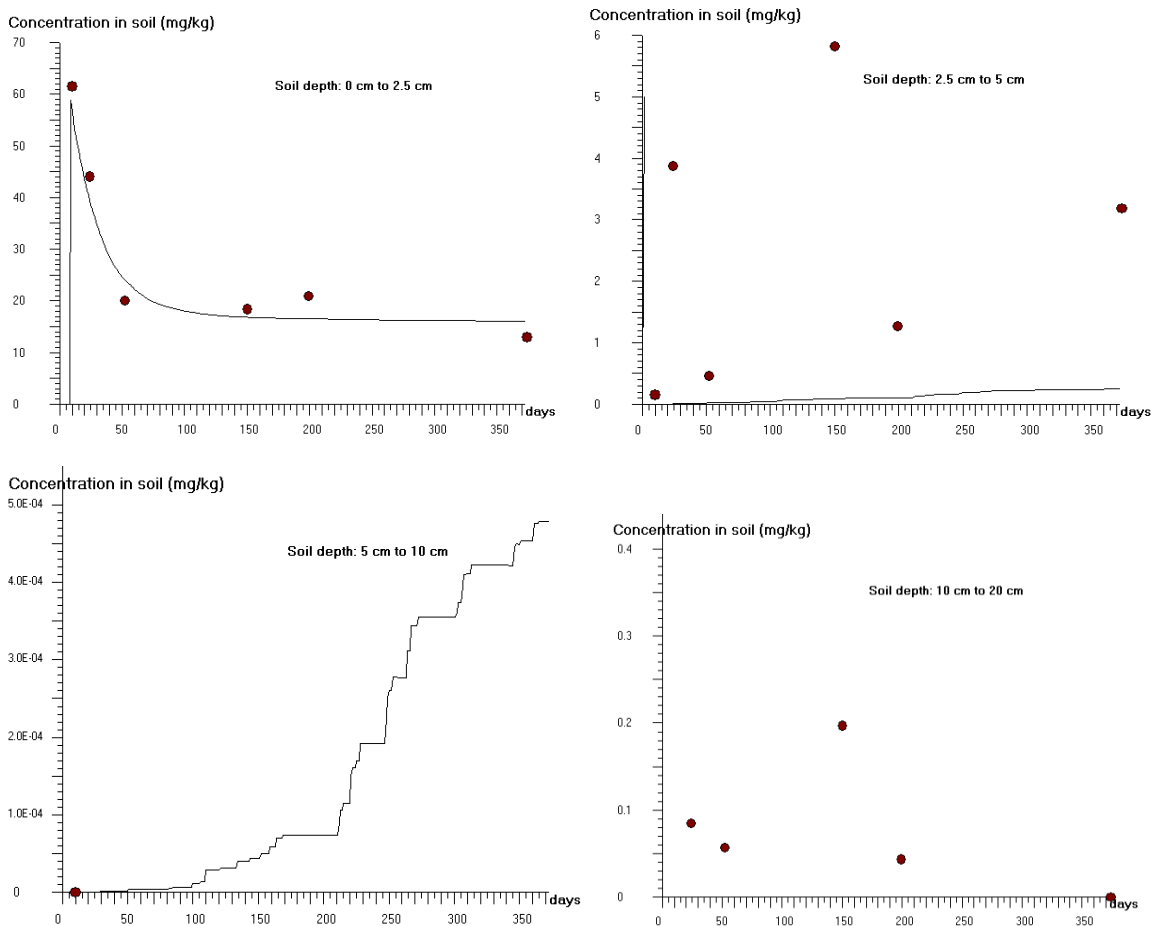 Concentration in soil (mg/kg)
70
60
50
40
30
20
10
0
Soil depth: 0 cm to 2.5 cm
days
0 50 100 150 200 250 300 350
Concentration in soil (mg/kg)
6
5
4
3
2
1
0
Soil depth: 2.5 cm to 5 cm
days
0 50 100 150 200 250 300 350
Concentration in soil (mg/kg)
5.0E-04
4.0E-04
3.0E-04
2.0E-04
1.0E-04
0
Soil depth: 5 cm to 10 cm
days
0 50 100 150 200 250 300 350
Concentration in soil (mg/kg)
0.4
0.3
0.2
0.1
0
Soil depth: 10 cm to 20 cm
days
0 50 100 150 200 250 300 350